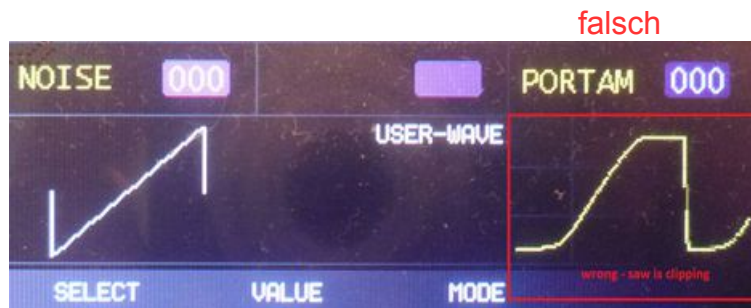 falsch
NOISE 000 PORTAM 000
USER-WAVE
wrong - saw is clipping
SELECT VALUE MODE